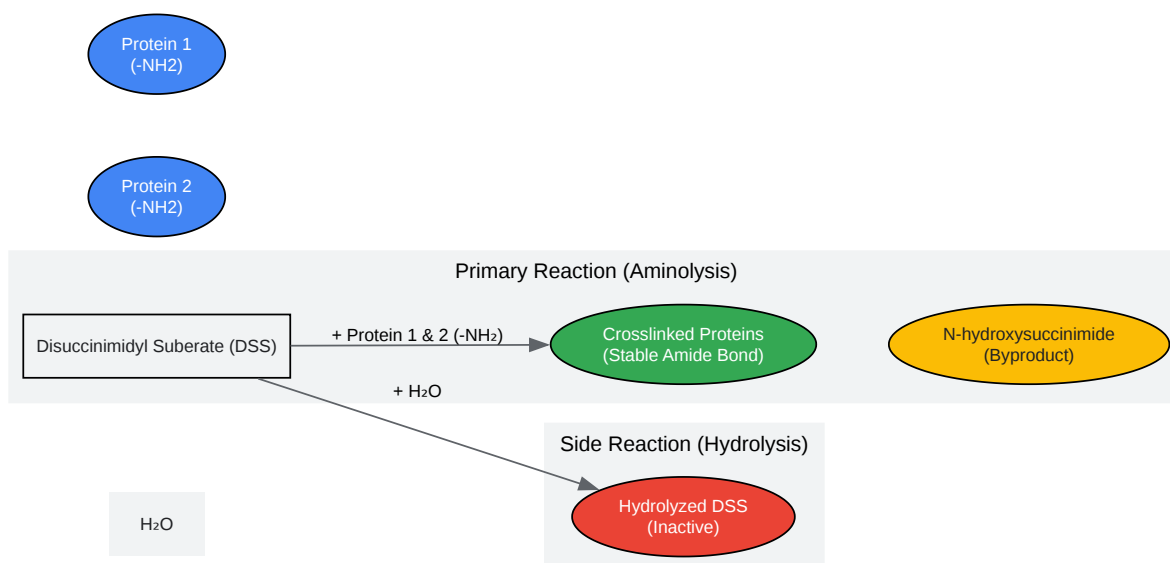 Protein 1
(-NH2)
Protein 2
(-NH2)
Primary Reaction (Aminolysis)
Disuccinimidyl Suberate (DSS)
+ Protein 1 & 2 (-NH₂)
Crosslinked Proteins
(Stable Amide Bond)
N-hydroxysuccinimide
(Byproduct)
+ H₂O
Side Reaction (Hydrolysis)
Hydrolyzed DSS
(Inactive)
H₂O